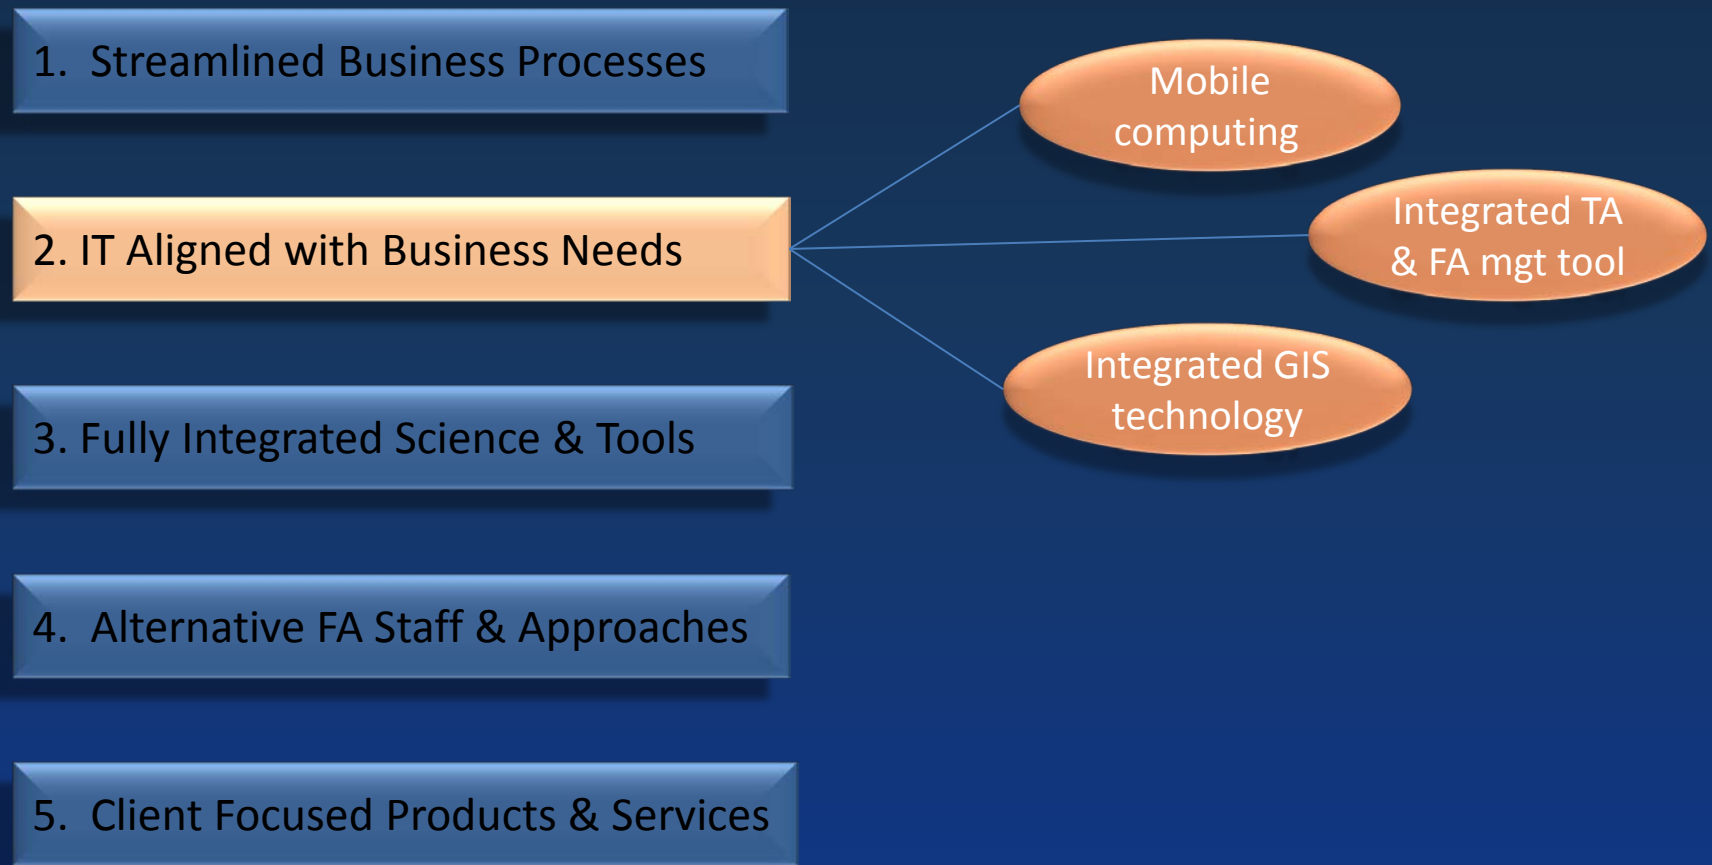 1. Streamlined Business Processes
2. IT Aligned with Business Needs
3. Fully Integrated Science & Tools
4. Alternative FA Staff & Approaches
5. Client Focused Products & Services
Mobile
computing
Integrated TA
& FA mgt tool
Integrated GIS
technology